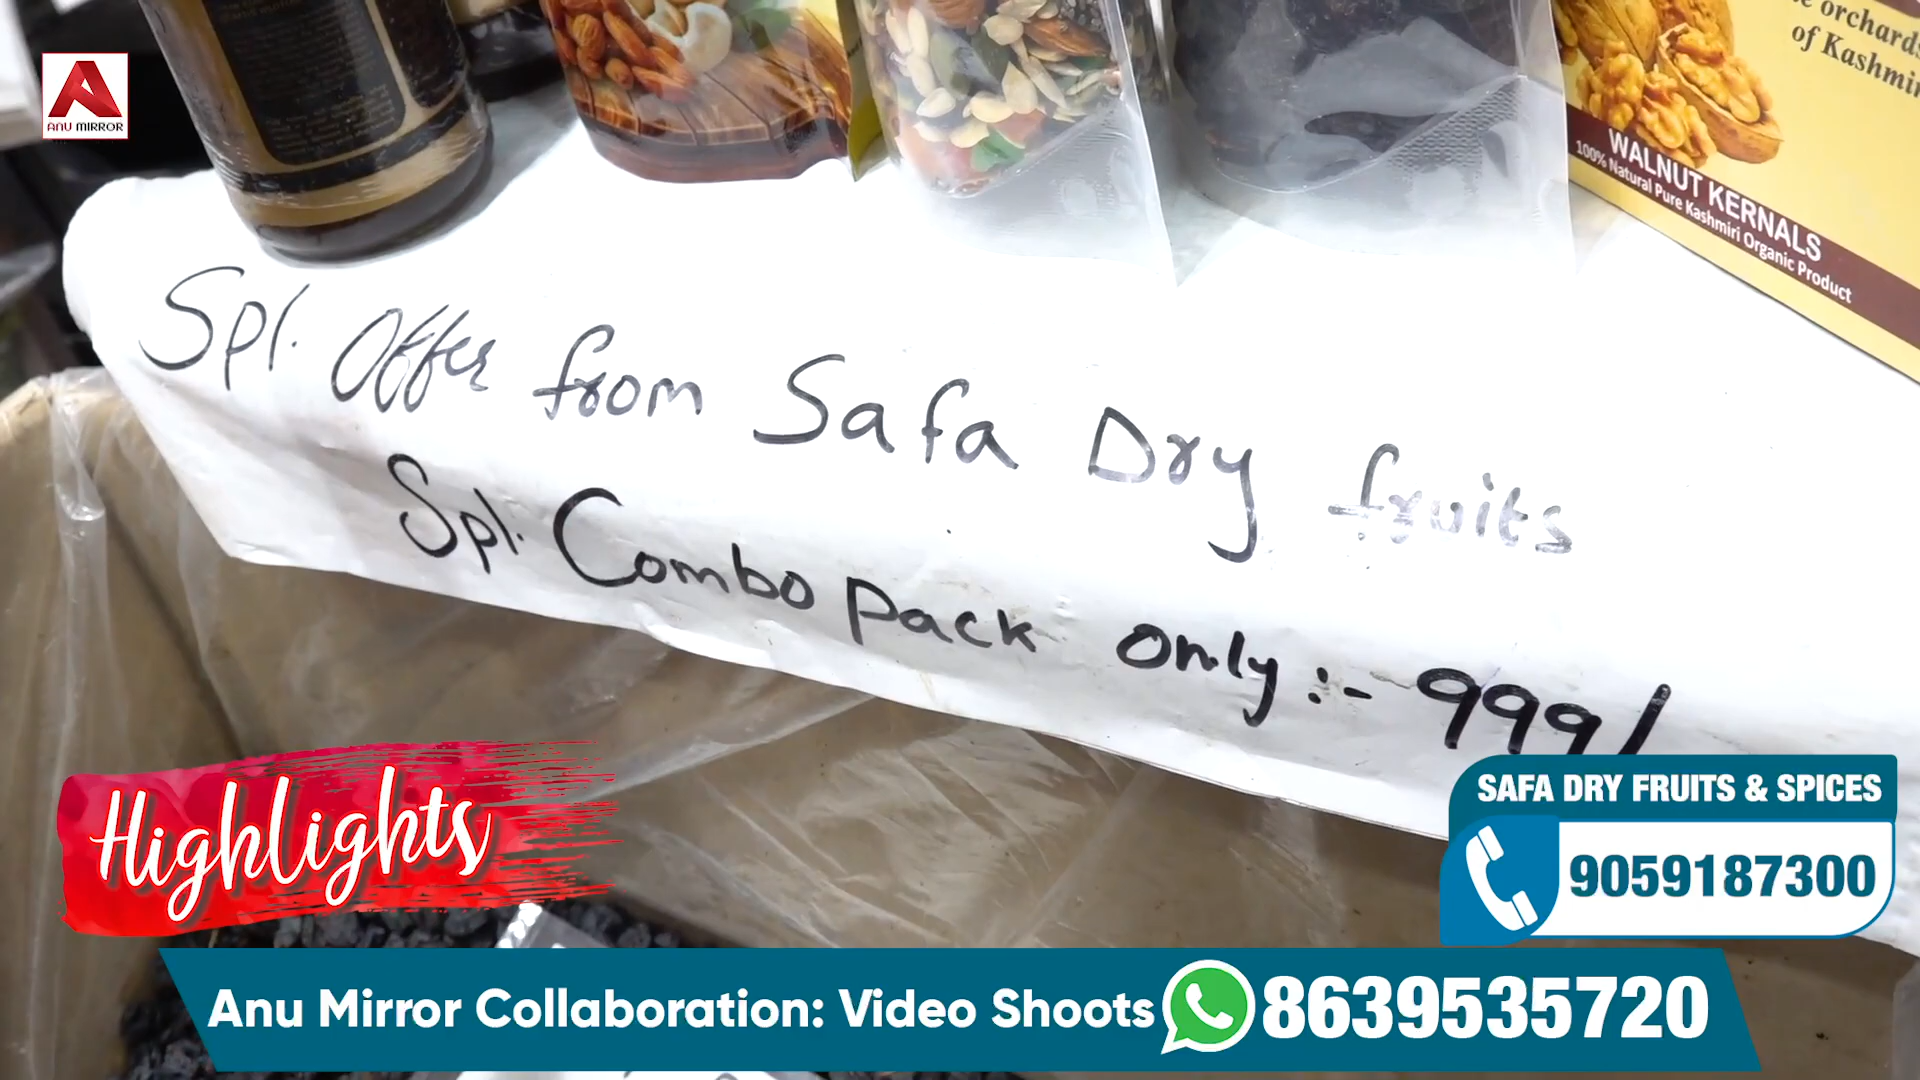 ANU MIRROR
orchards
of Kashmir
WALNUT KERNALS
100% Natural Pure Kashmiri Organic Product
Spl. Offer from Safa Dry fruits
Spl. Combo pack only:- 999/
Highlights
SAFA DRY FRUITS & SPICES
9059187300
Anu Mirror Collaboration: Video Shoots 8639535720